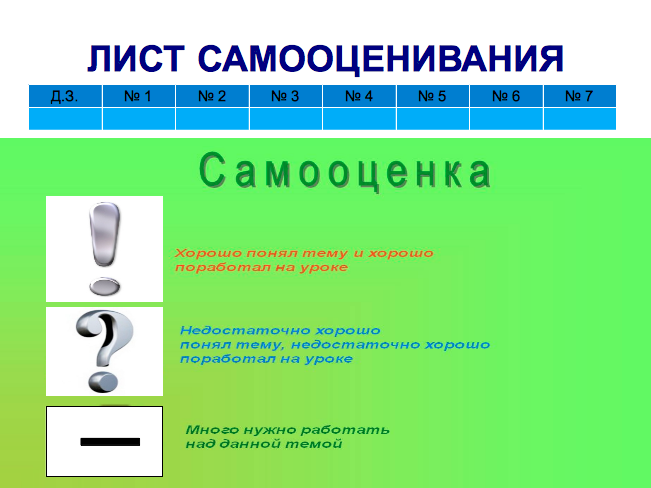 ЛИСТ САМООЦЕНИВАНИЯ
Д.З. № 1 № 2 № 3 № 4 № 5 № 6 № 7
Самооценка
!
Хорошо понял тему и хорошо
поработал на уроке
?
Недостаточно хорошо
понял тему, недостаточно хорошо
поработал на уроке
–
Много нужно работать
над данной темой